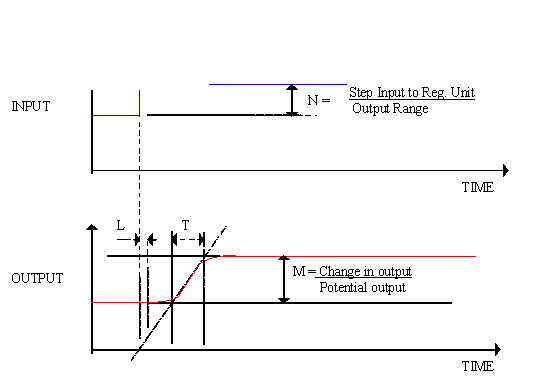 INPUT
N = Step Input to Reg. Unit
Output Range
TIME
L T
OUTPUT
M = Change in output
Potential output
TIME